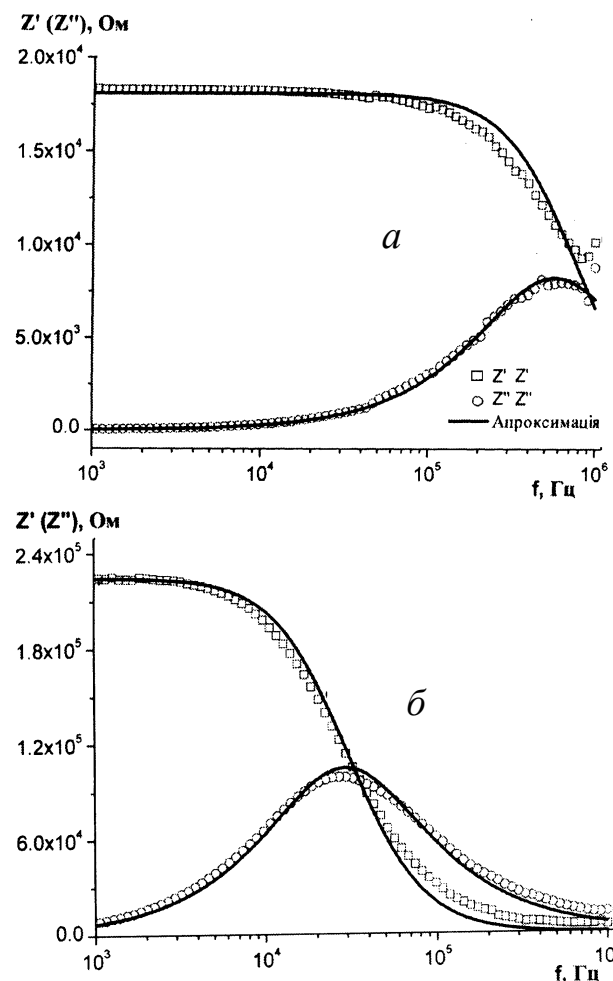 Z' (Z''), Ом
2.0x10⁴
1.5x10⁴
1.0x10⁴
5.0x10³
0.0
а
Z' Z'
Z'' Z''
Апроксимація
10³ 10⁴ 10⁵ 10⁶
f, Гц
Z' (Z''), Ом
2.4x10⁵
1.8x10⁵
1.2x10⁵
6.0x10⁴
0.0
б
10³ 10⁴ 10⁵ 10
f, Гц